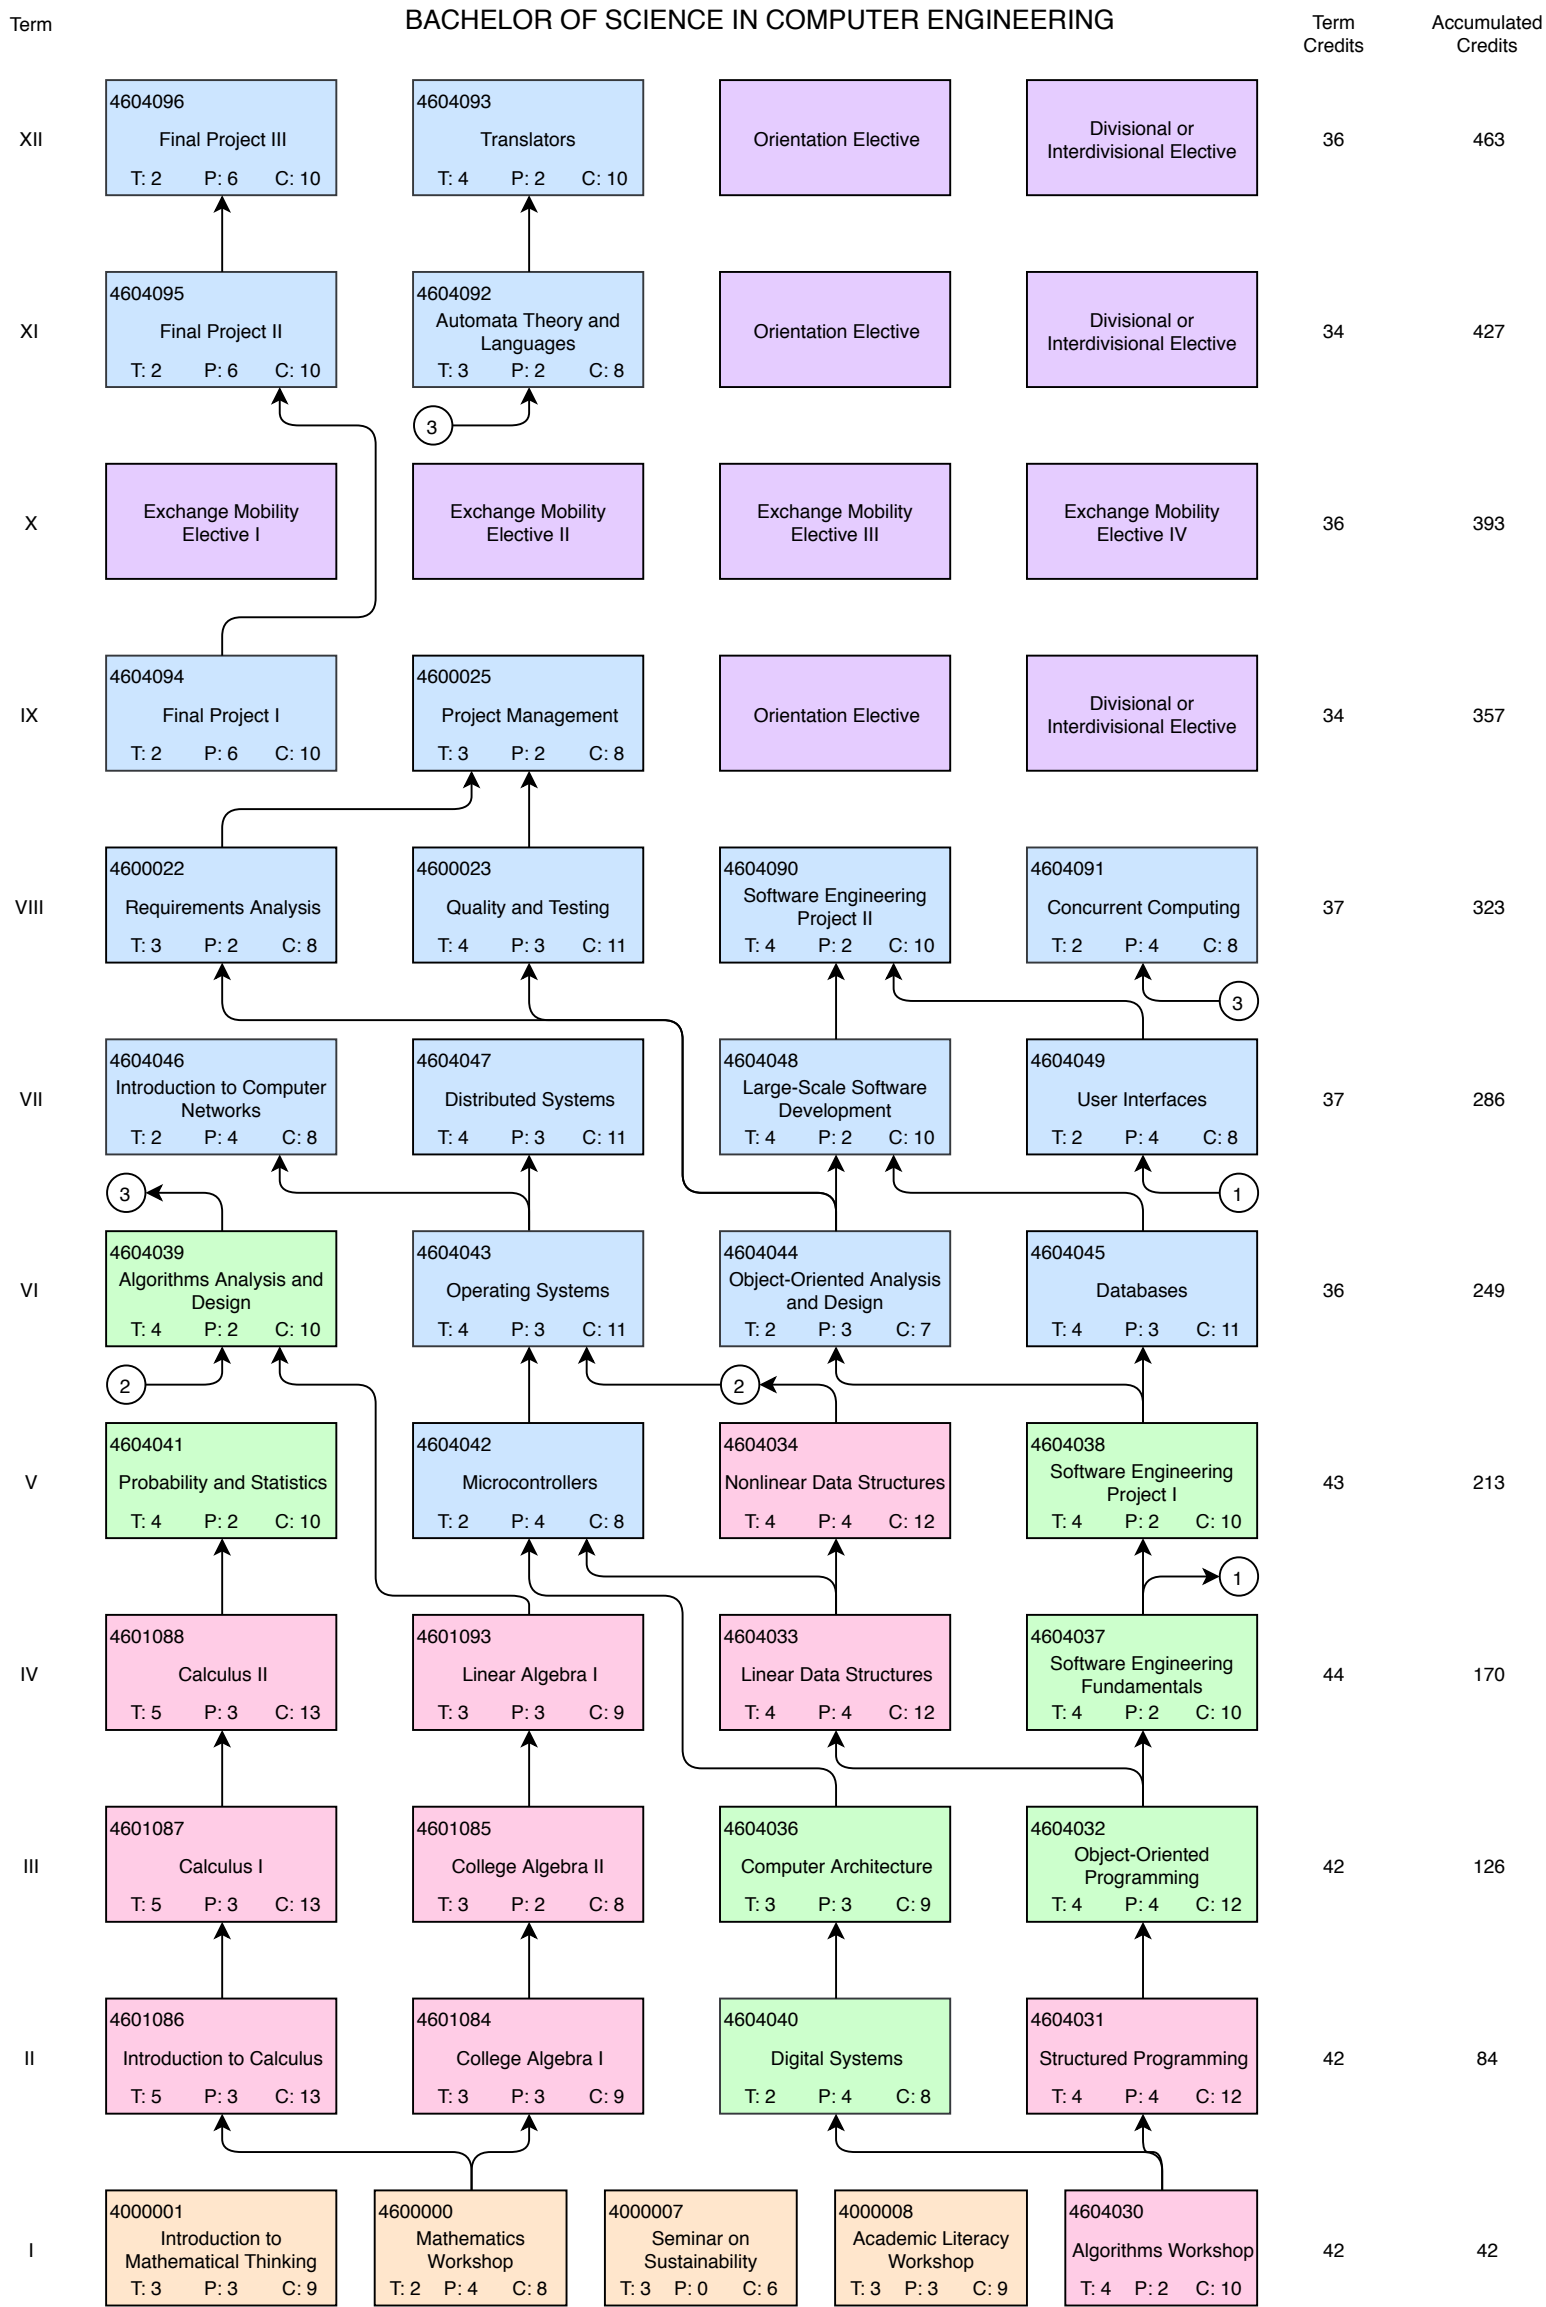 Term
BACHELOR OF SCIENCE IN COMPUTER ENGINEERING
Term
Credits
Accumulated
Credits
XII
4604096
Final Project III
T: 2 P: 6 C: 10
4604093
Translators
T: 4 P: 2 C: 10
Orientation Elective
Divisional or
Interdivisional Elective
36
463
XI
4604095
Final Project II
T: 2 P: 6 C: 10
4604092
Automata Theory and
Languages
T: 3 P: 2 C: 8
Orientation Elective
Divisional or
Interdivisional Elective
34
427
3
X
Exchange Mobility
Elective I
Exchange Mobility
Elective II
Exchange Mobility
Elective III
Exchange Mobility
Elective IV
36
393
IX
4604094
Final Project I
T: 2 P: 6 C: 10
4600025
Project Management
T: 3 P: 2 C: 8
Orientation Elective
Divisional or
Interdivisional Elective
34
357
VIII
4600022
Requirements Analysis
T: 3 P: 2 C: 8
4600023
Quality and Testing
T: 4 P: 3 C: 11
4604090
Software Engineering
Project II
T: 4 P: 2 C: 10
4604091
Concurrent Computing
T: 2 P: 4 C: 8
37
323
3
VII
4604046
Introduction to Computer
Networks
T: 2 P: 4 C: 8
4604047
Distributed Systems
T: 4 P: 3 C: 11
4604048
Large-Scale Software
Development
T: 4 P: 2 C: 10
4604049
User Interfaces
T: 2 P: 4 C: 8
37
286
3
1
VI
4604039
Algorithms Analysis and
Design
T: 4 P: 2 C: 10
4604043
Operating Systems
T: 4 P: 3 C: 11
4604044
Object-Oriented Analysis
and Design
T: 2 P: 3 C: 7
4604045
Databases
T: 4 P: 3 C: 11
36
249
2
2
V
4604041
Probability and Statistics
T: 4 P: 2 C: 10
4604042
Microcontrollers
T: 2 P: 4 C: 8
4604034
Nonlinear Data Structures
T: 4 P: 4 C: 12
4604038
Software Engineering
Project I
T: 4 P: 2 C: 10
43
213
1
IV
4601088
Calculus II
T: 5 P: 3 C: 13
4601093
Linear Algebra I
T: 3 P: 3 C: 9
4604033
Linear Data Structures
T: 4 P: 4 C: 12
4604037
Software Engineering
Fundamentals
T: 4 P: 2 C: 10
44
170
III
4601087
Calculus I
T: 5 P: 3 C: 13
4601085
College Algebra II
T: 3 P: 2 C: 8
4604036
Computer Architecture
T: 3 P: 3 C: 9
4604032
Object-Oriented
Programming
T: 4 P: 4 C: 12
42
126
II
4601086
Introduction to Calculus
T: 5 P: 3 C: 13
4601084
College Algebra I
T: 3 P: 3 C: 9
4604040
Digital Systems
T: 2 P: 4 C: 8
4604031
Structured Programming
T: 4 P: 4 C: 12
42
84
I
4000001
Introduction to
Mathematical Thinking
T: 3 P: 3 C: 9
4600000
Mathematics
Workshop
T: 2 P: 4 C: 8
4000007
Seminar on
Sustainability
T: 3 P: 0 C: 6
4000008
Academic Literacy
Workshop
T: 3 P: 3 C: 9
4604030
Algorithms Workshop
T: 4 P: 2 C: 10
42
42